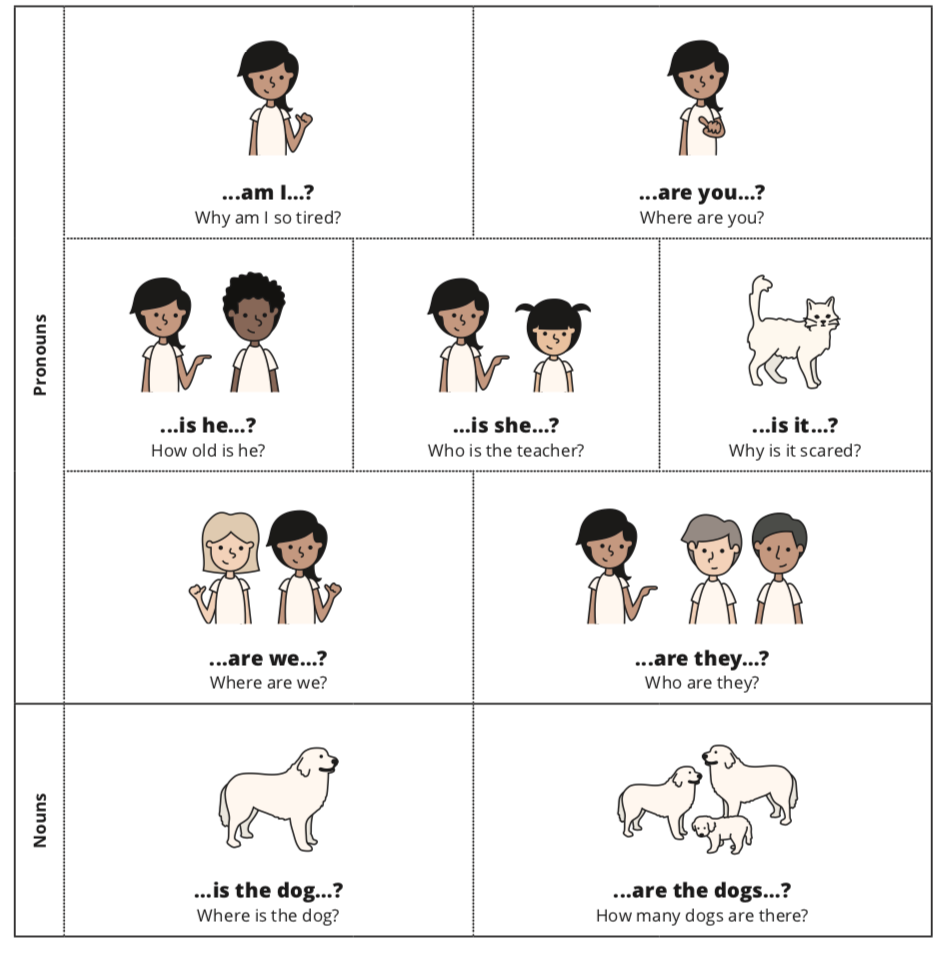 Pronouns
...am I...?
Why am I so tired?
...are you...?
Where are you?
...is he...?
How old is he?
...is she...?
Who is the teacher?
...is it...?
Why is it scared?
...are we...?
Where are we?
...are they...?
Who are they?
Nouns
...is the dog...?
Where is the dog?
...are the dogs...?
How many dogs are there?